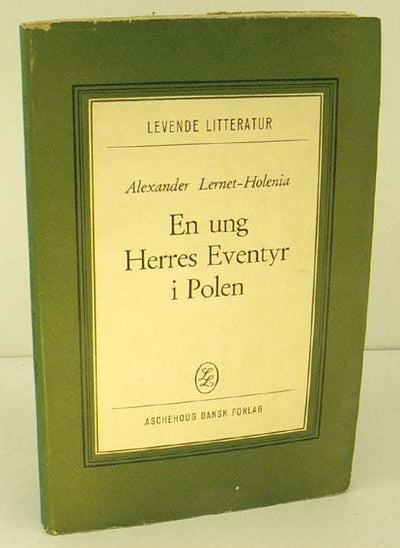 LEVENDE LITTERATUR
Alexander Lernet-Holenia
En ung
Herres Eventyr
i Polen
LL
ASCHEHOUG DANSK FORLAG